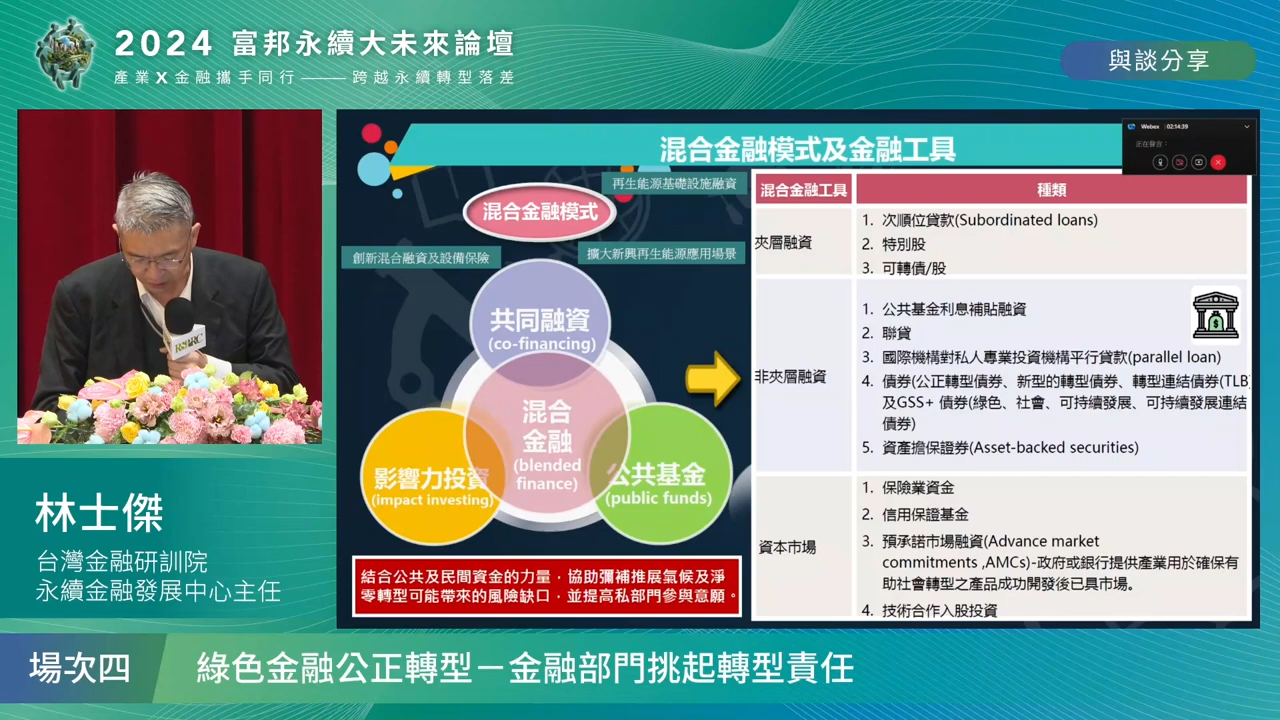 2024 富邦永續大未來論壇
產業X金融攜手同行——跨越永續轉型落差
與談分享
Webex 02:14:39
正在發言：
混合金融模式及金融工具
再生能源基礎設施融資
混合金融模式
創新混合融資及設備保險
擴大新興再生能源應用場景
共同融資
(co-financing)
混合
金融
(blended
finance)
影響力投資
(impact investing)
公共基金
(public funds)
結合公共及民間資金的力量，協助彌補推展氣候及淨
零轉型可能帶來的風險缺口，並提高私部門參與意願。
混合金融工具
種類
夾層融資
1. 次順位貸款(Subordinated loans)
2. 特別股
3. 可轉債/股
非夾層融資
1. 公共基金利息補貼融資
2. 聯貸
3. 國際機構對私人專業投資機構平行貸款(parallel loan)
4. 債券(公正轉型債券、新型的轉型債券、轉型連結債券(TLB)
及GSS+ 債券(綠色、社會、可持續發展、可持續發展連結
債券)
5. 資產擔保證券(Asset-backed securities)
資本市場
1. 保險業資金
2. 信用保證基金
3. 預承諾市場融資(Advance market
commitments ,AMCs)-政府或銀行提供產業用於確保有
助社會轉型之產品成功開發後已具市場。
4. 技術合作入股投資
RSPRC
林士傑
台灣金融研訓院
永續金融發展中心主任
場次四
綠色金融公正轉型－金融部門挑起轉型責任